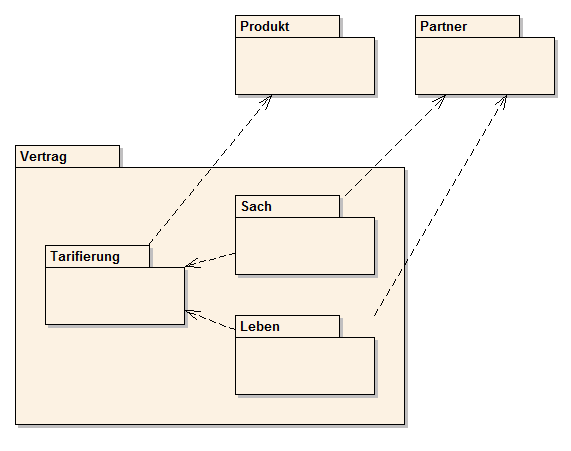 Produkt
Partner
Vertrag
Sach
Tarifierung
Leben